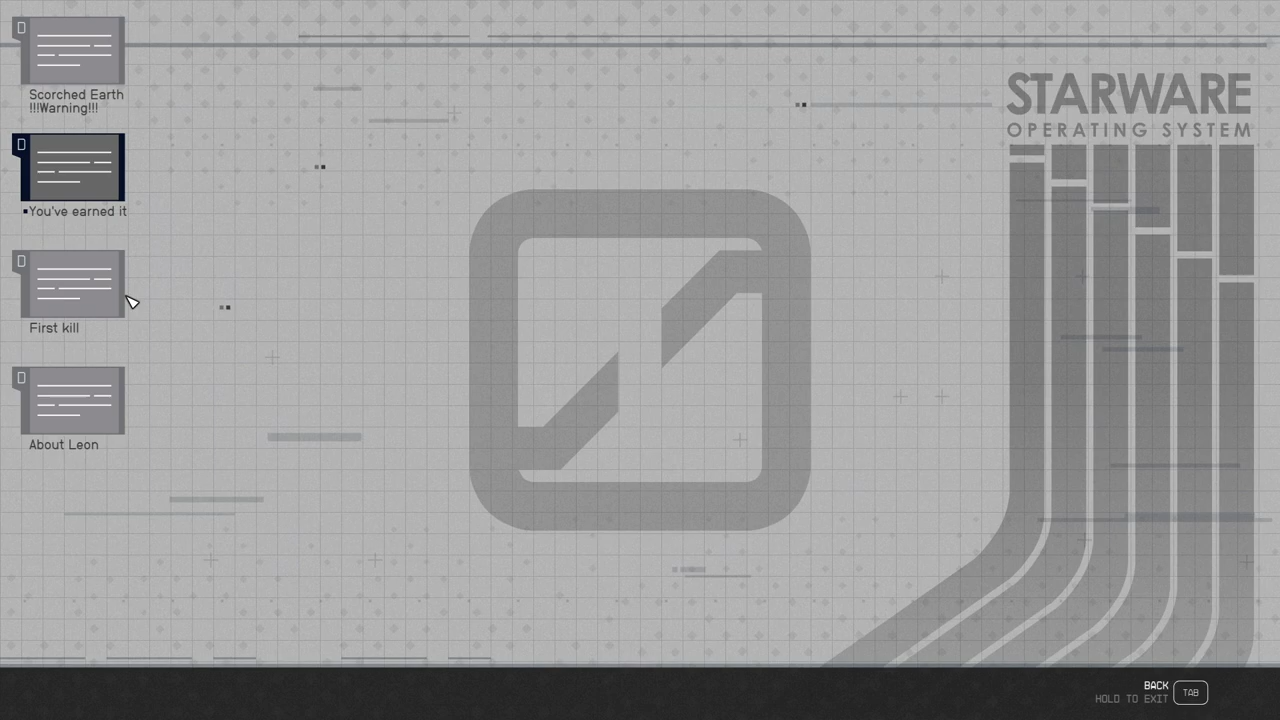 Scorched Earth
!!!Warning!!!
You've earned it
First kill
About Leon
STARWARE
OPERATING SYSTEM
BACK
HOLD TO EXIT
TAB